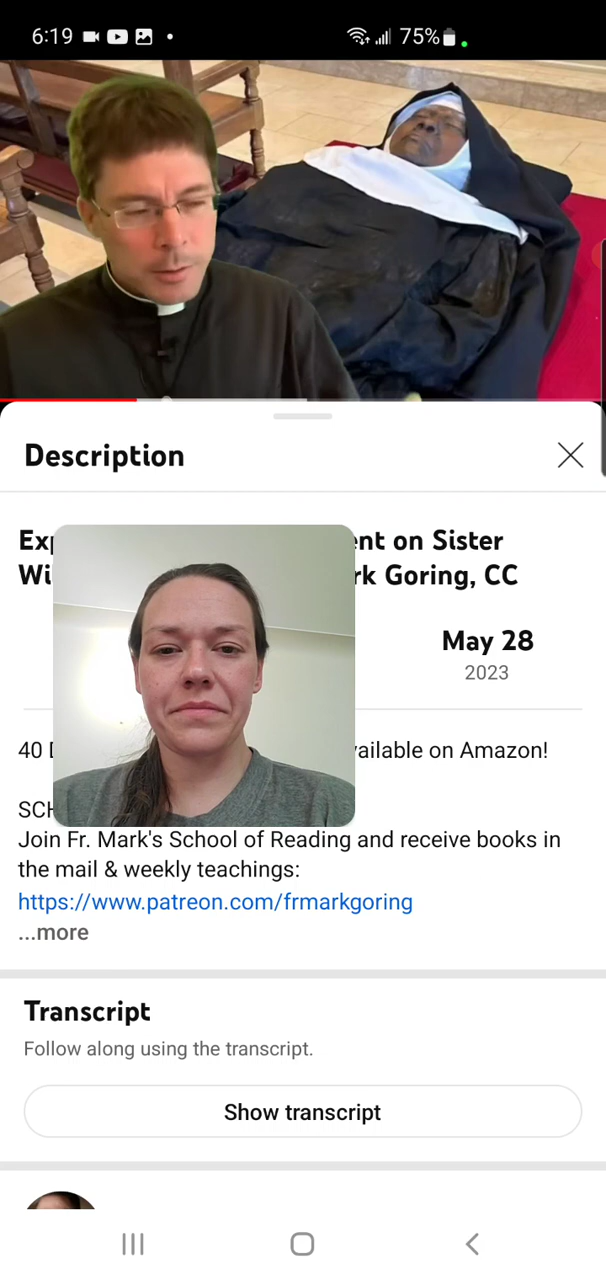 6:19
75%
Description
Ex ent on Sister
Wi rk Goring, CC
May 28
2023
40 vailable on Amazon!
SCH
Join Fr. Mark's School of Reading and receive books in
the mail & weekly teachings:
https://www.patreon.com/frmarkgoring
...more
Transcript
Follow along using the transcript.
Show transcript